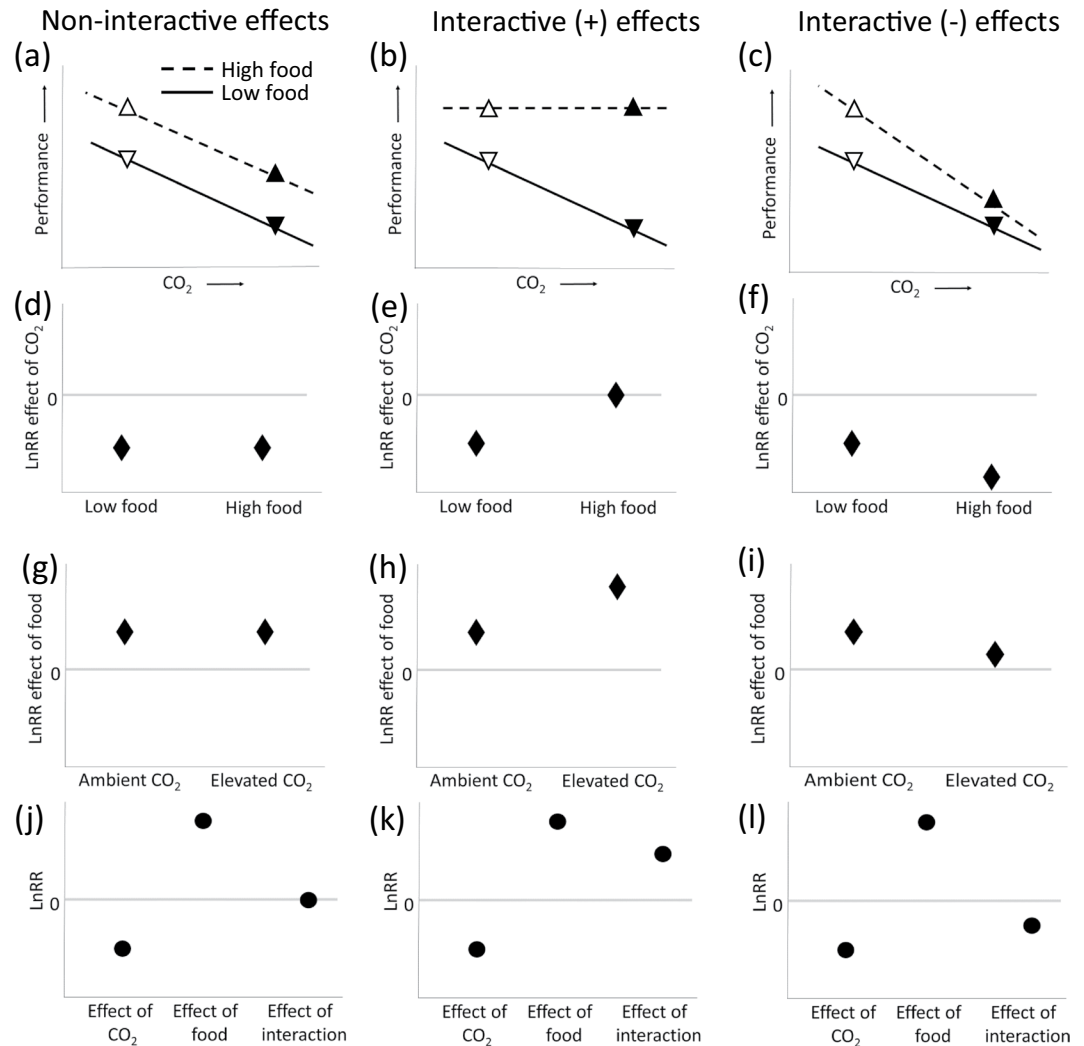 Non-interactive effects
Interactive (+) effects
Interactive (-) effects
(a)
High food
Low food
Performance
CO₂
(b)
Performance
CO₂
(c)
Performance
CO₂
(d)
LnRR effect of CO₂
0
Low food
High food
(e)
LnRR effect of CO₂
0
Low food
High food
(f)
LnRR effect of CO₂
0
Low food
High food
(g)
LnRR effect of food
0
Ambient CO₂
Elevated CO₂
(h)
LnRR effect of food
0
Ambient CO₂
Elevated CO₂
(i)
LnRR effect of food
0
Ambient CO₂
Elevated CO₂
(j)
LnRR
0
Effect of
CO₂
Effect of
food
Effect of
interaction
(k)
LnRR
0
Effect of
CO₂
Effect of
food
Effect of
interaction
(l)
LnRR
0
Effect of
CO₂
Effect of
food
Effect of
interaction